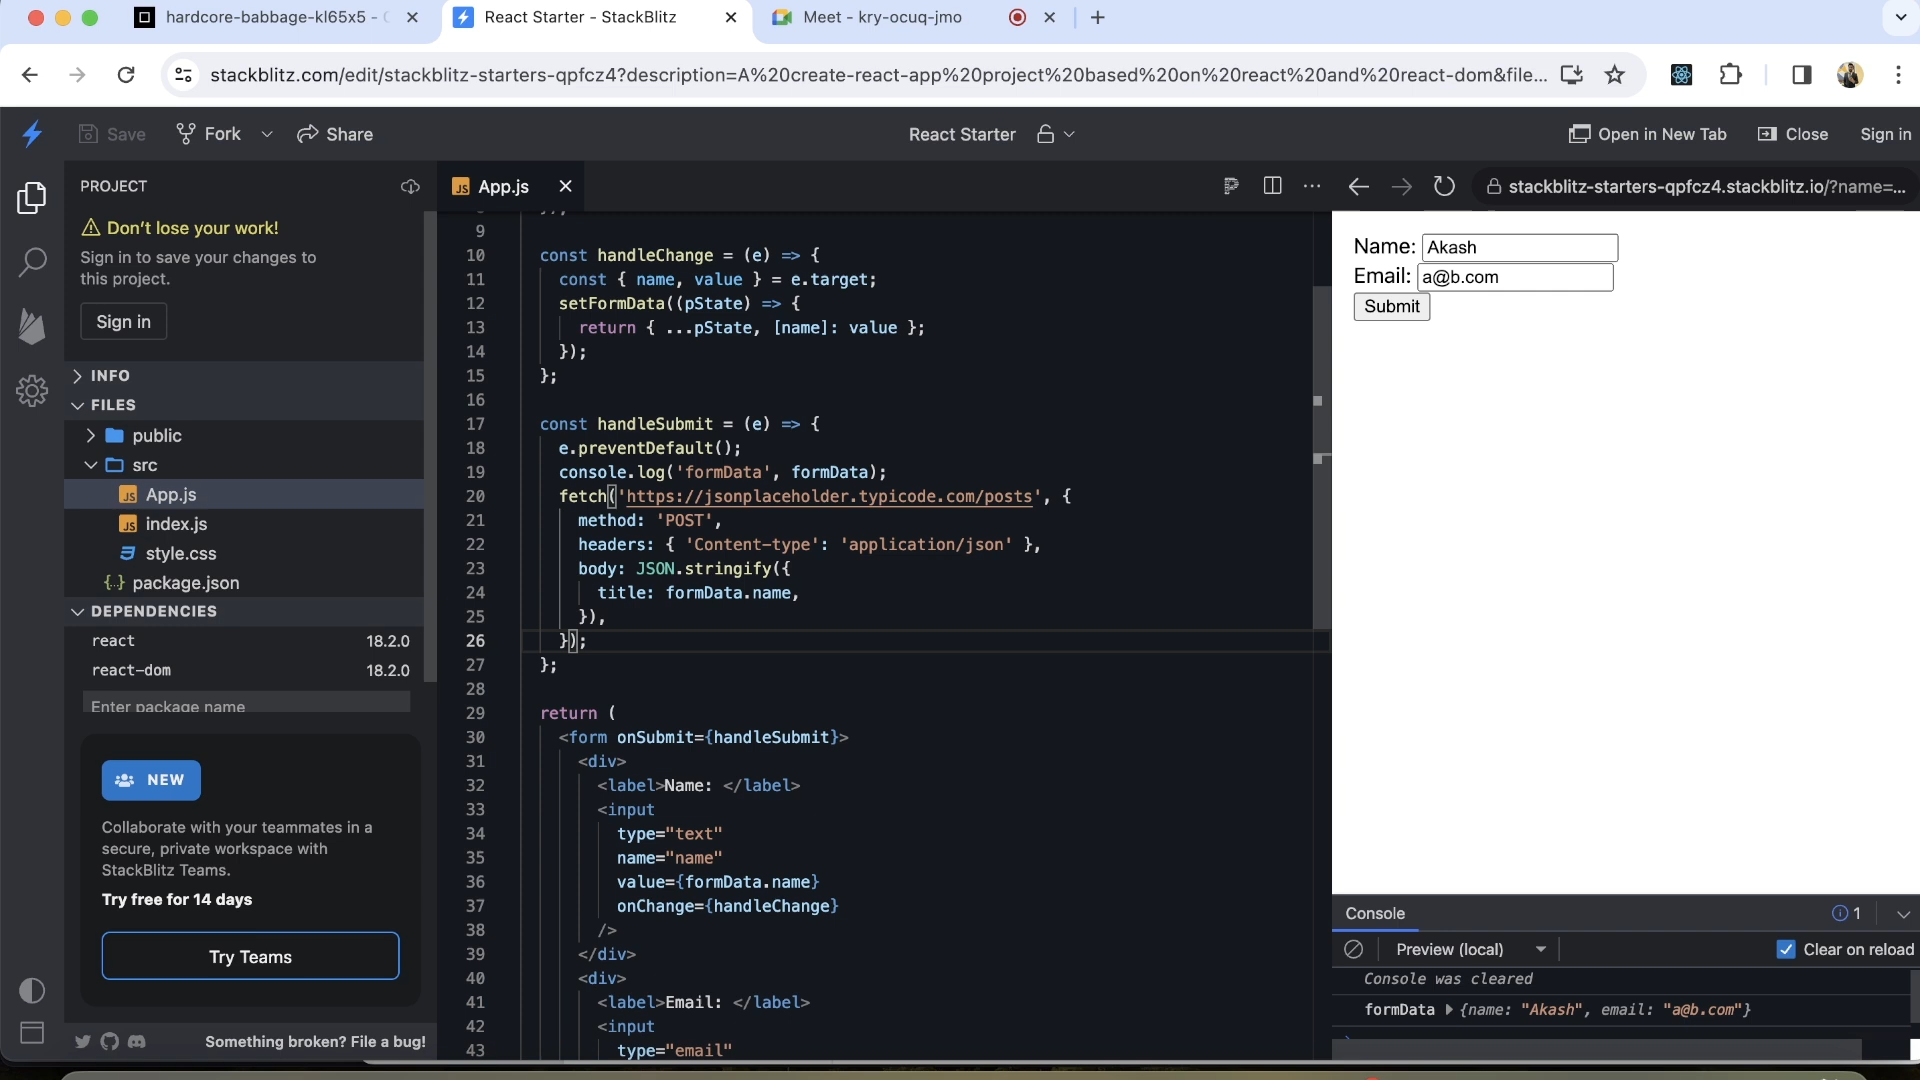 hardcore-babbage-kl65x5 -
React Starter - StackBlitz
Meet - kry-ocuq-jmo
stackblitz.com/edit/stackblitz-starters-qpfcz4?description=A%20create-react-app%20project%20based%20on%20react%20and%20react-dom&file...
Save
Fork
Share
React Starter
Open in New Tab
Close
Sign in
PROJECT
Don't lose your work!
Sign in to save your changes to
this project.
Sign in
INFO
FILES
public
src
JS App.js
JS index.js
style.css
{..} package.json
DEPENDENCIES
react 18.2.0
react-dom 18.2.0
Enter package name
NEW
Collaborate with your teammates in a
secure, private workspace with
StackBlitz Teams.
Try free for 14 days
Try Teams
Something broken? File a bug!
JS App.js
9
10 const handleChange = (e) => {
11 const { name, value } = e.target;
12 setFormData((pState) => {
13 return { ...pState, [name]: value };
14 });
15 };
16
17 const handleSubmit = (e) => {
18 e.preventDefault();
19 console.log('formData', formData);
20 fetch('https://jsonplaceholder.typicode.com/posts', {
21 method: 'POST',
22 headers: { 'Content-type': 'application/json' },
23 body: JSON.stringify({
24 title: formData.name,
25 }),
26 });
27 };
28
29 return (
30 <form onSubmit={handleSubmit}>
31 <div>
32 <label>Name: </label>
33 <input
34 type="text"
35 name="name"
36 value={formData.name}
37 onChange={handleChange}
38 />
39 </div>
40 <div>
41 <label>Email: </label>
42 <input
43 type="email"
stackblitz-starters-qpfcz4.stackblitz.io/?name=...
Name: Akash
Email: a@b.com
Submit
Console
1
Preview (local)
Clear on reload
Console was cleared
formData {name: "Akash", email: "a@b.com"}